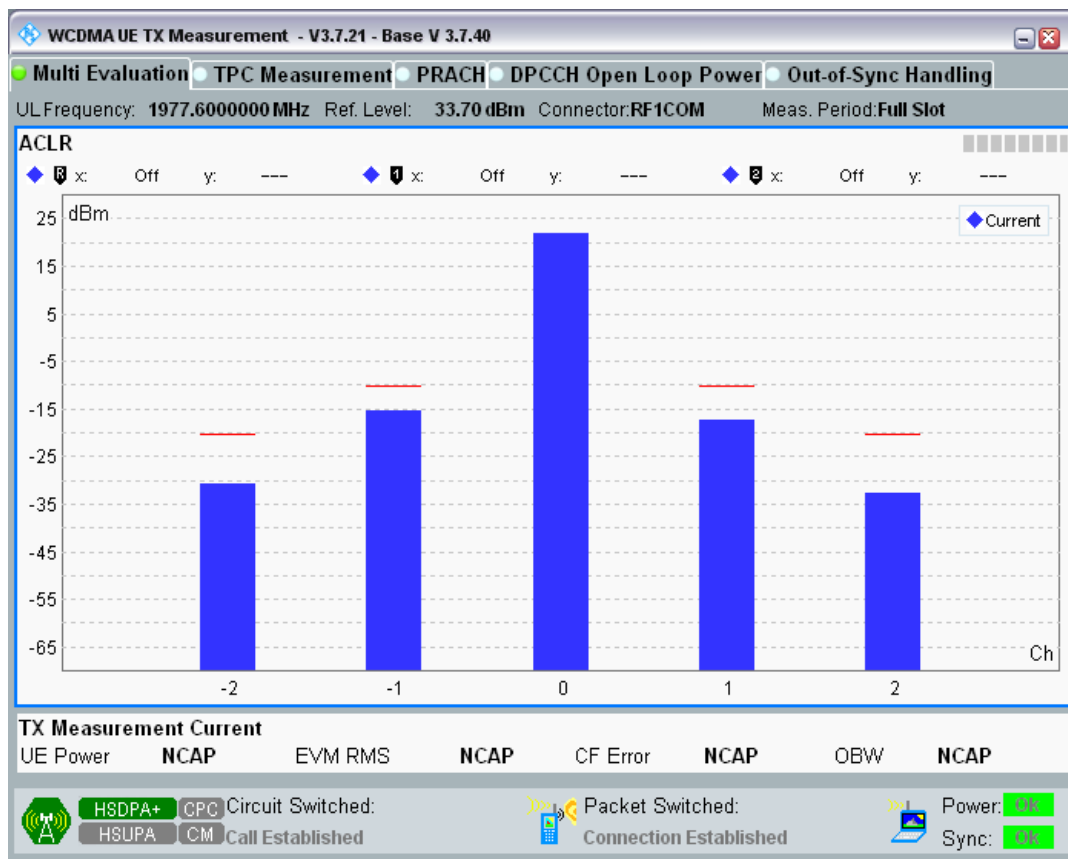 WCDMA UE TX Measurement - V3.7.21 - Base V 3.7.40
Multi Evaluation TPC Measurement PRACH DPCCH Open Loop Power Out-of-Sync Handling
UL Frequency: 1977.6000000 MHz Ref. Level: 33.70 dBm Connector:RF1COM Meas. Period:Full Slot
ACLR
R x: Off y: --- 1 x: Off y: --- 2 x: Off y: ---
dBm
Current
25
15
5
-5
-15
-25
-35
-45
-55
-65
Ch
-2 -1 0 1 2
TX Measurement Current
UE Power NCAP EVM RMS NCAP CF Error NCAP OBW NCAP
HSDPA+ CPC Circuit Switched: Packet Switched: Power: OK
HSUPA CM Call Established Connection Established Sync: OK